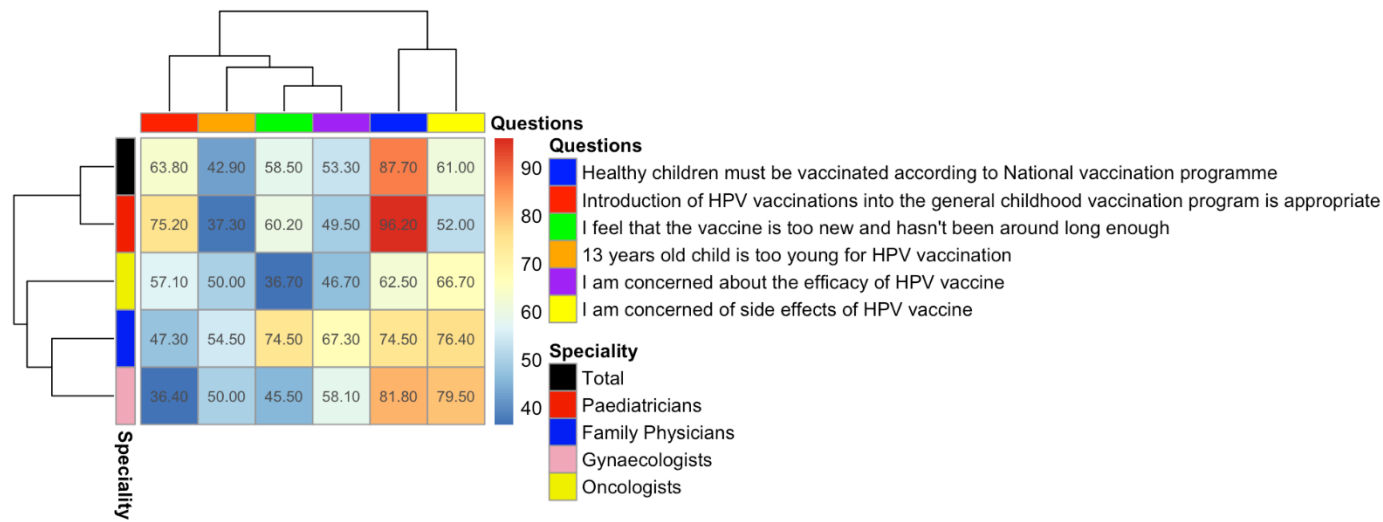 Questions
63.80 42.90 58.50 53.30 87.70 61.00
75.20 37.30 60.20 49.50 96.20 52.00
57.10 50.00 36.70 46.70 62.50 66.70
47.30 54.50 74.50 67.30 74.50 76.40
36.40 50.00 45.50 58.10 81.80 79.50
Speciality
90
80
70
60
50
40
Questions
Healthy children must be vaccinated according to National vaccination programme
Introduction of HPV vaccinations into the general childhood vaccination program is appropriate
I feel that the vaccine is too new and hasn't been around long enough
13 years old child is too young for HPV vaccination
I am concerned about the efficacy of HPV vaccine
I am concerned of side effects of HPV vaccine
Speciality
Total
Paediatricians
Family Physicians
Gynaecologists
Oncologists